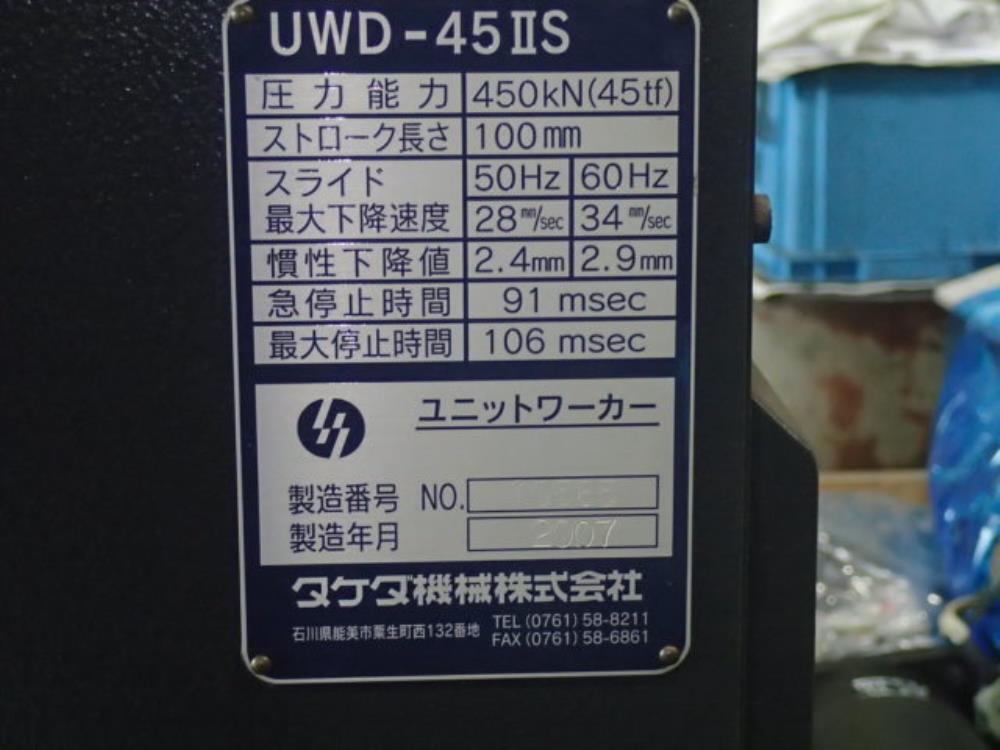 UWD-45ⅡS
圧力能力 450kN(45tf)
ストローク長さ 100mm
スライド 50Hz 60Hz
最大下降速度 28mm/sec 34mm/sec
慣性下降値 2.4mm 2.9mm
急停止時間 91 msec
最大停止時間 106 msec
ユニットワーカー
製造番号 NO.
製造年月 2007
タケダ機械株式会社
石川県能美市粟生町西132番地
TEL (0761) 58-8211
FAX (0761) 58-6861